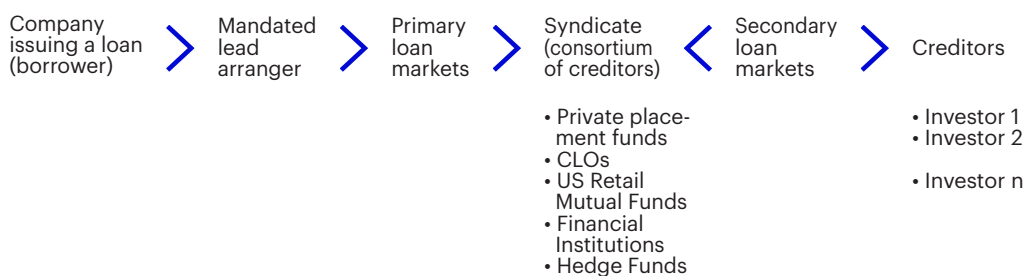 Company
issuing a loan
(borrower)
Mandated
lead
arranger
Primary
loan
markets
Syndicate
(consortium
of creditors)
Secondary
loan
markets
Creditors
• Private place-
ment funds
• CLOs
• US Retail
Mutual Funds
• Financial
Institutions
• Hedge Funds
• Investor 1
• Investor 2
• Investor n